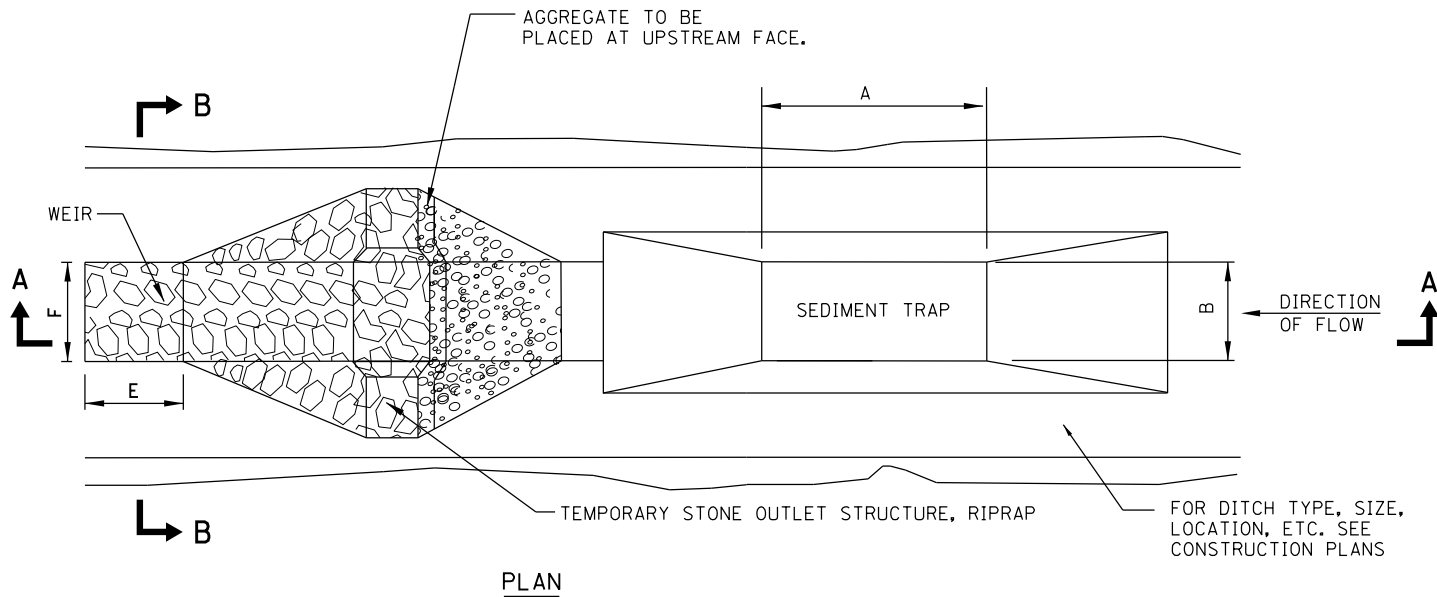 AGGREGATE TO BE
PLACED AT UPSTREAM FACE.
B
A
WEIR
A
F
SEDIMENT TRAP
B
DIRECTION
OF FLOW
A
E
TEMPORARY STONE OUTLET STRUCTURE, RIPRAP
FOR DITCH TYPE, SIZE,
LOCATION, ETC. SEE
CONSTRUCTION PLANS
B
PLAN